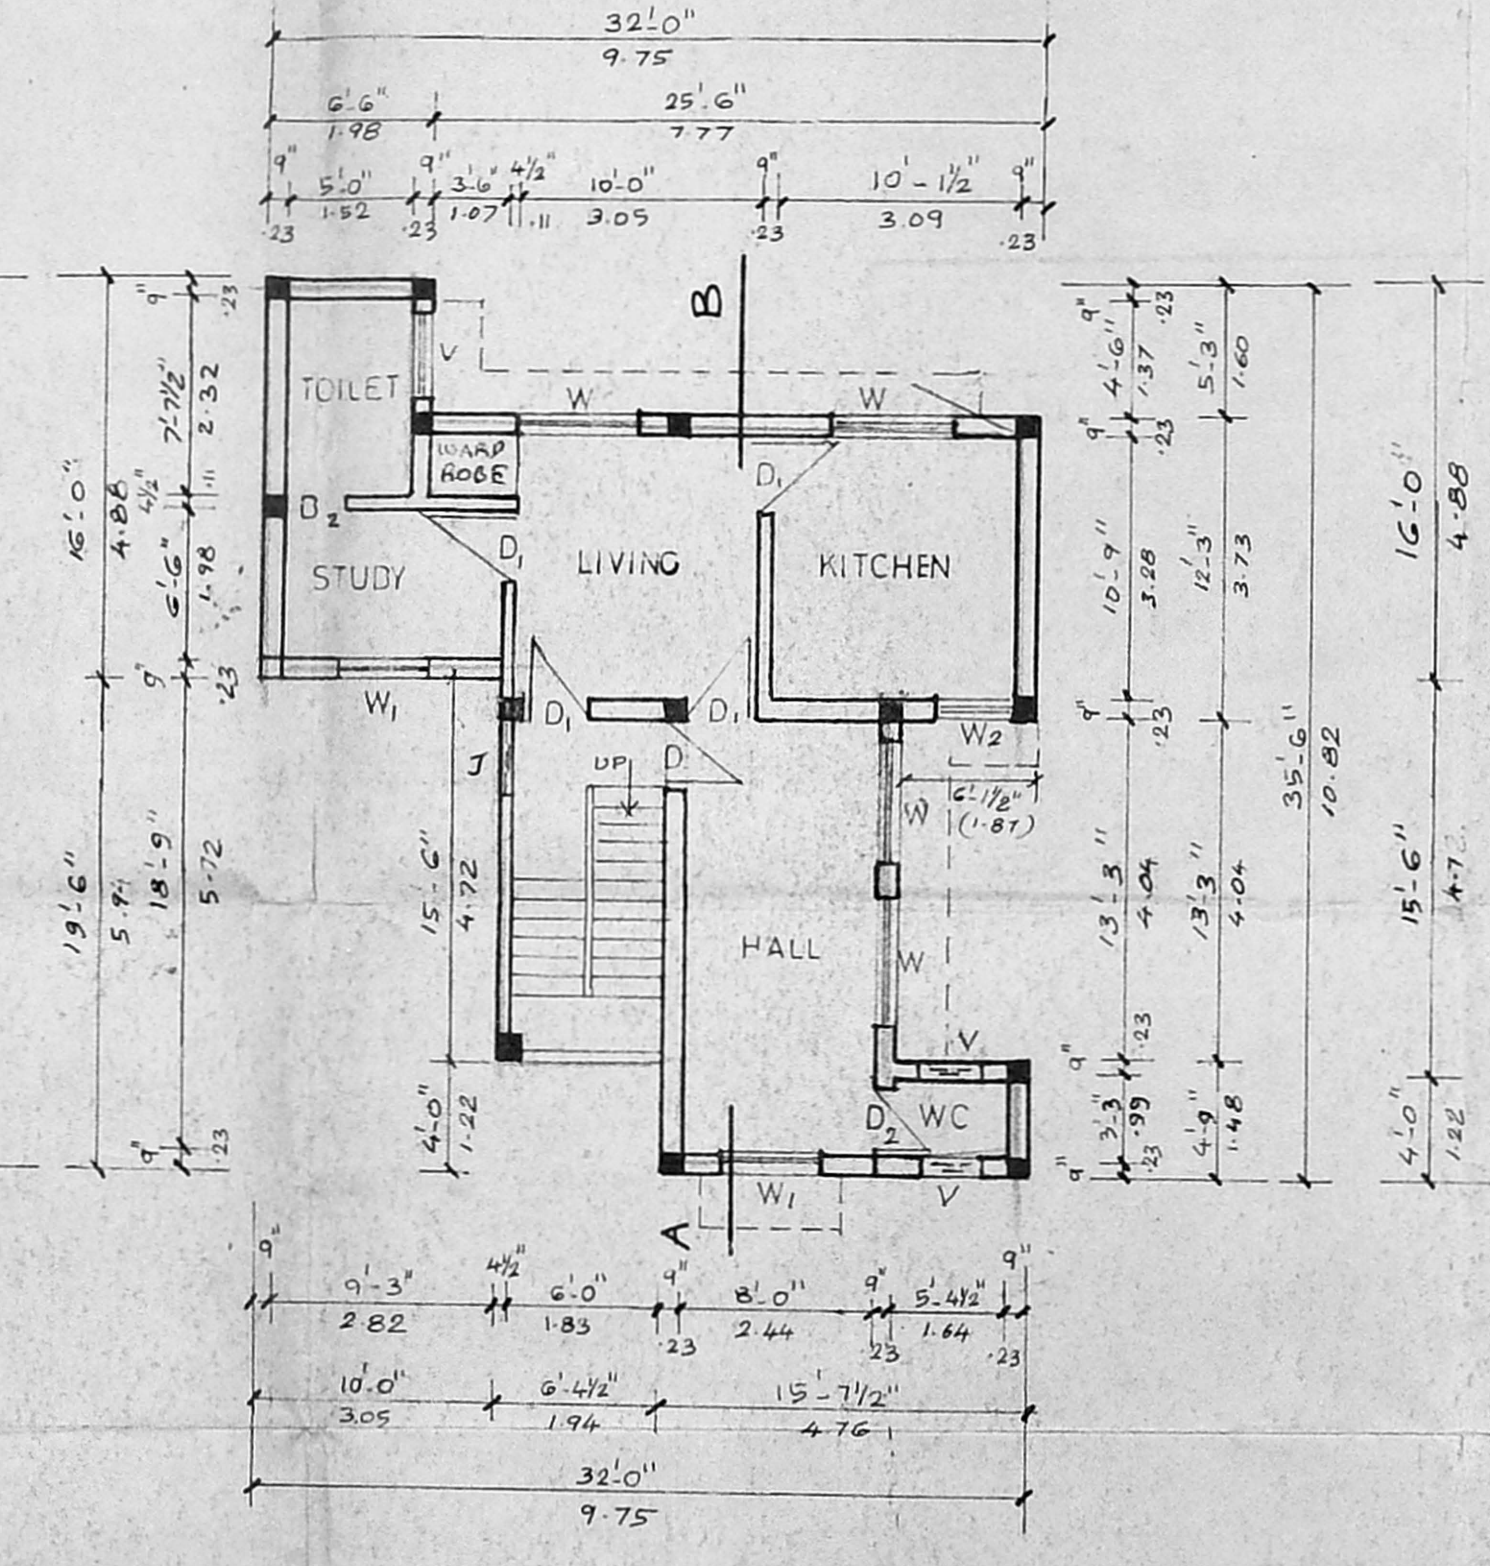 32'-0"
9.75
6'-6" 25'-6"
1.98 7.77
9" 5'-0" 9" 3'-6" 4½" 10'-0" 9" 10'-1½" 9"
.23 1.52 .23 1.07 .11 3.05 .23 3.09 .23
B
9" .23
7'-7½" 2.32
4½" .11
6'-6" 1.98
9" .23
16'-0" 4.88
18'-9" 5.72
19'-6"
9" .23
TOILET
V
W W
WARD
ROBE
D₁
D₁
STUDY
LIVING
KITCHEN
W₁
D₁ D₁
D
W2
J
UP
W
6'-1½"
(1.87)
15'-6" 4.72
4'-0" 1.22
HALL
W
V
WC
D₂
W₁
V
A
9" .23
4'-6" 1.37
5'-3" 1.60
9" .23
10'-9" 3.28
12'-3" 3.73
9" .23
13'-3" 4.04
13'-3" 4.04
9" .23
3'-3" .99
4'-9" 1.48
9" .23
35'-6" 10.82
16'-0" 4.88
15'-6" 4.72
4'-0" 1.22
9" 9'-3" 4½" 6'-0" 9" 8'-0" 9" 5'-4½" 9"
2.82 1.83 .23 2.44 .23 1.64 .23
10'-0" 6'-4½" 15'-7½"
3.05 1.94 4.76
32'-0"
9.75